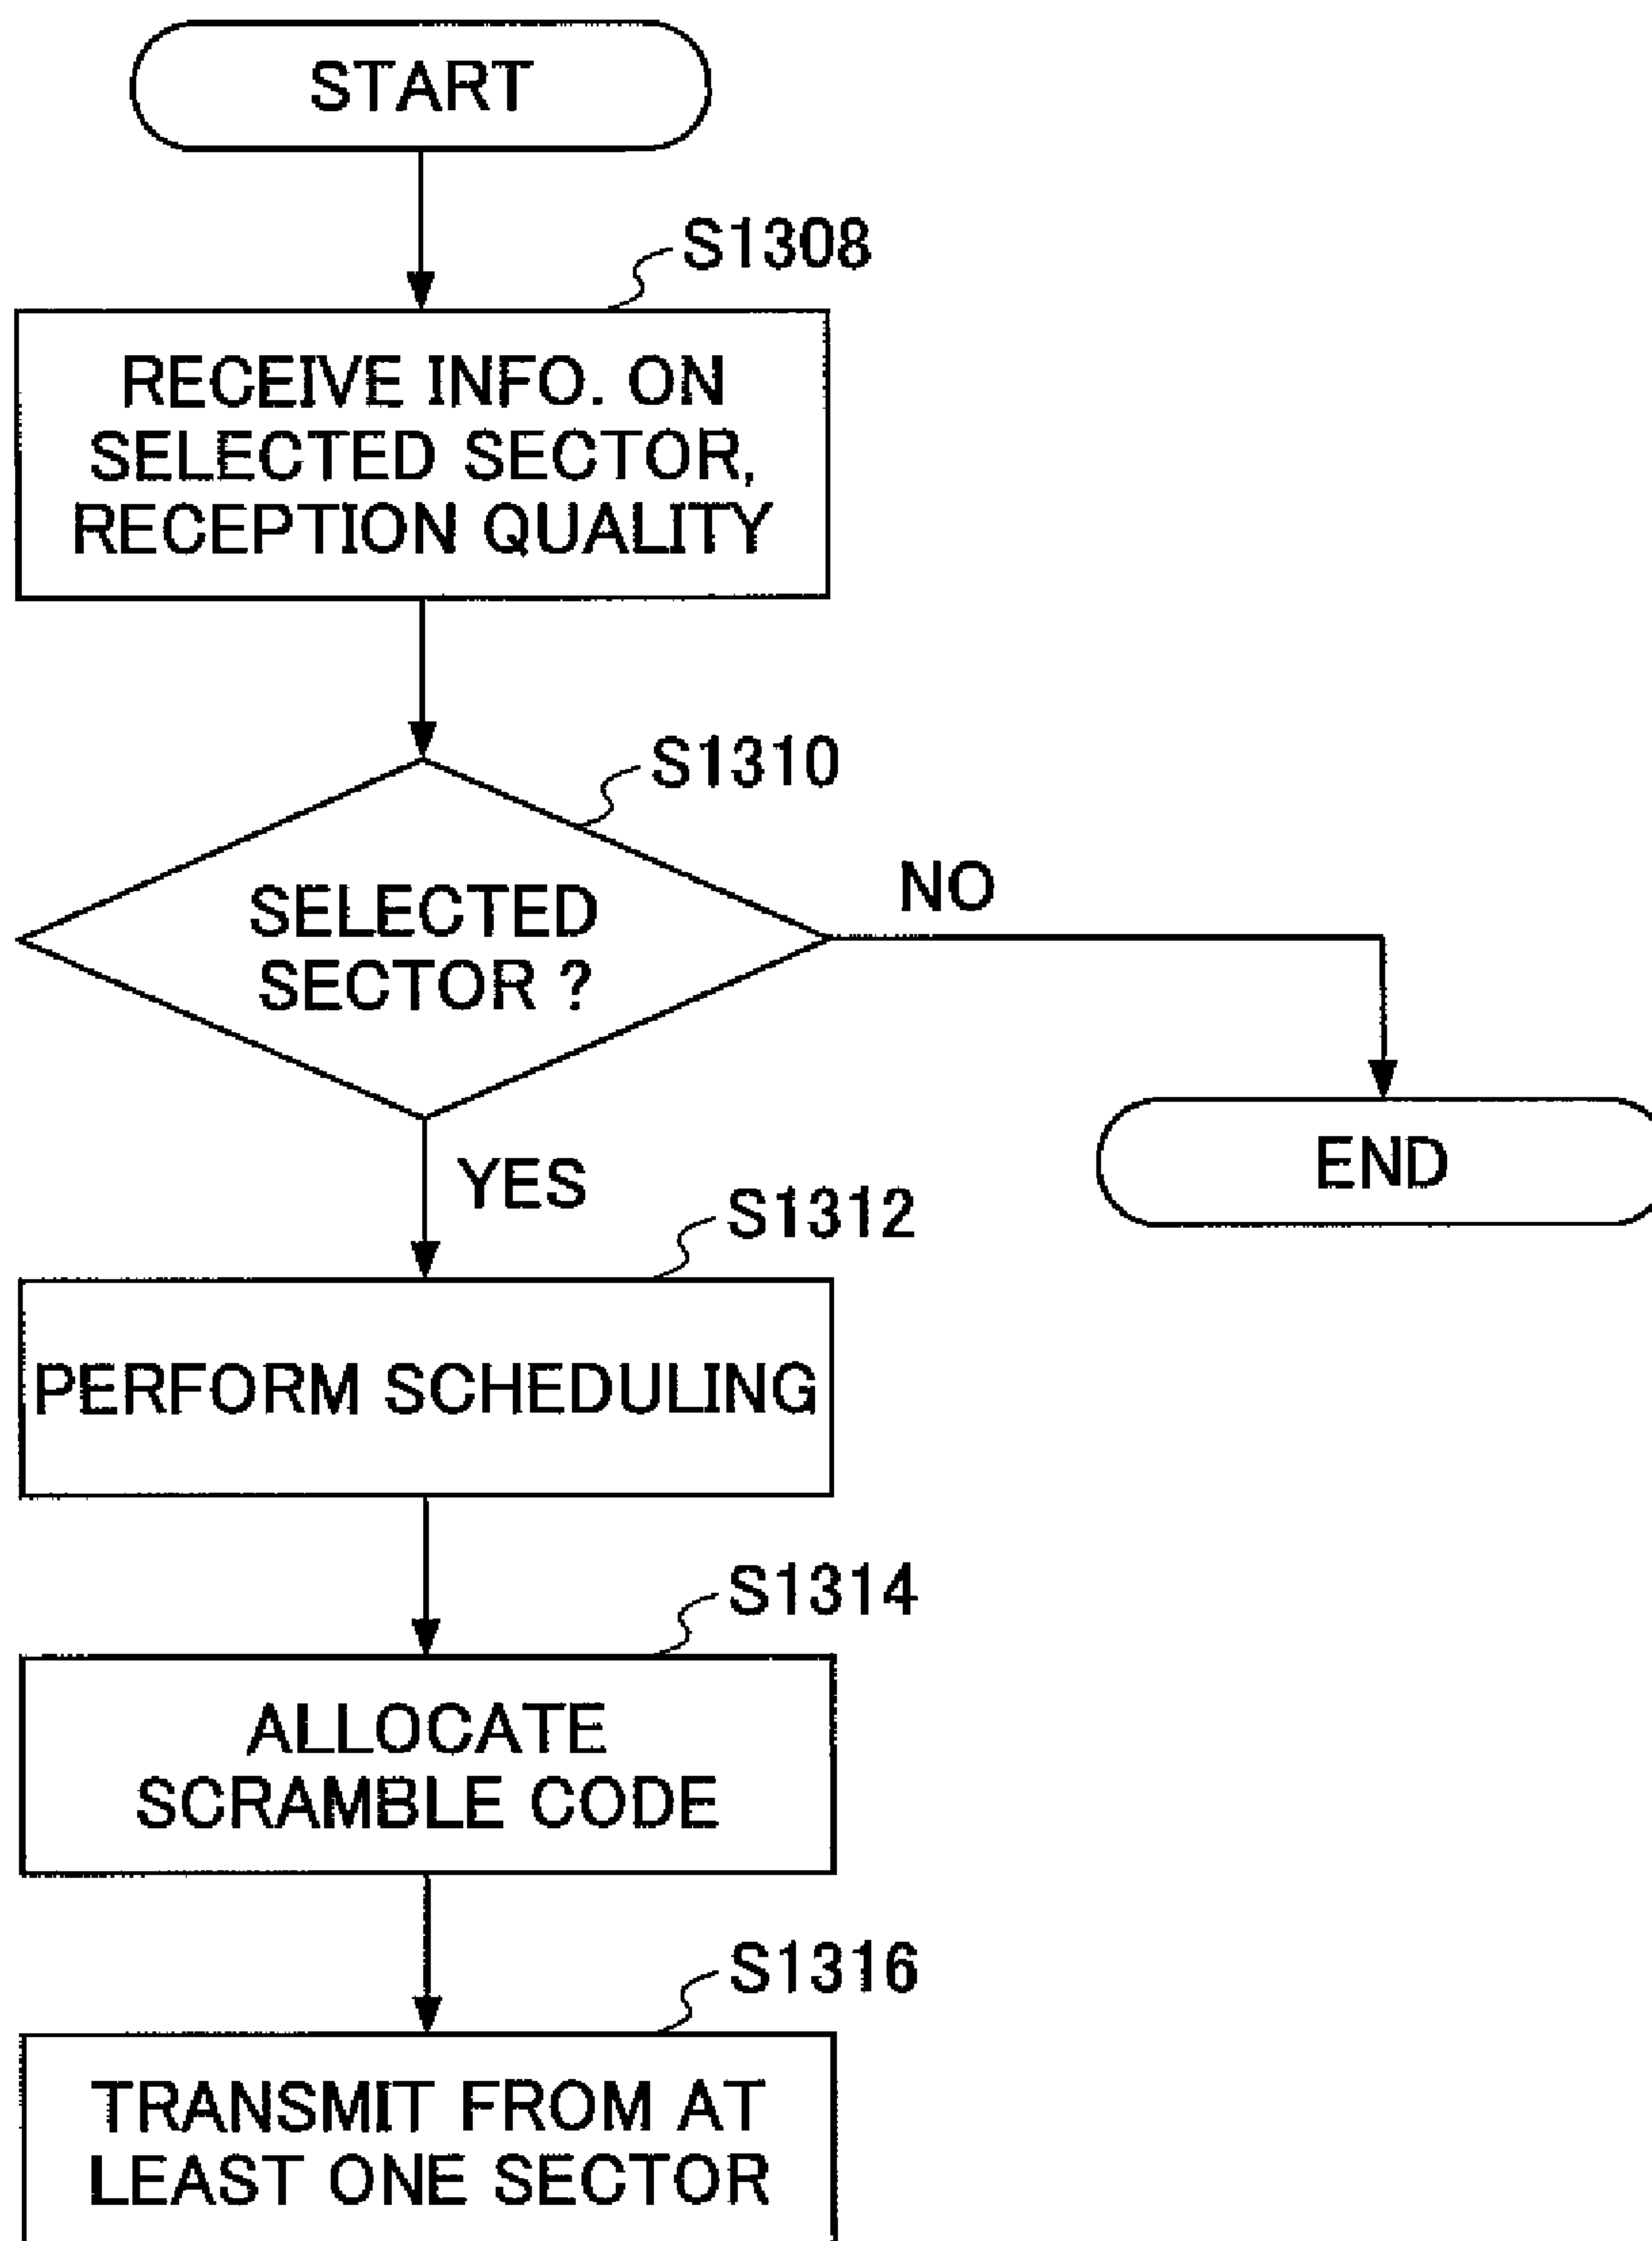 START
S1308
RECEIVE INFO. ON
SELECTED SECTOR,
RECEPTION QUALITY
S1310
SELECTED
SECTOR ?
NO
END
YES
S1312
PERFORM SCHEDULING
S1314
ALLOCATE
SCRAMBLE CODE
S1316
TRANSMIT FROM AT
LEAST ONE SECTOR